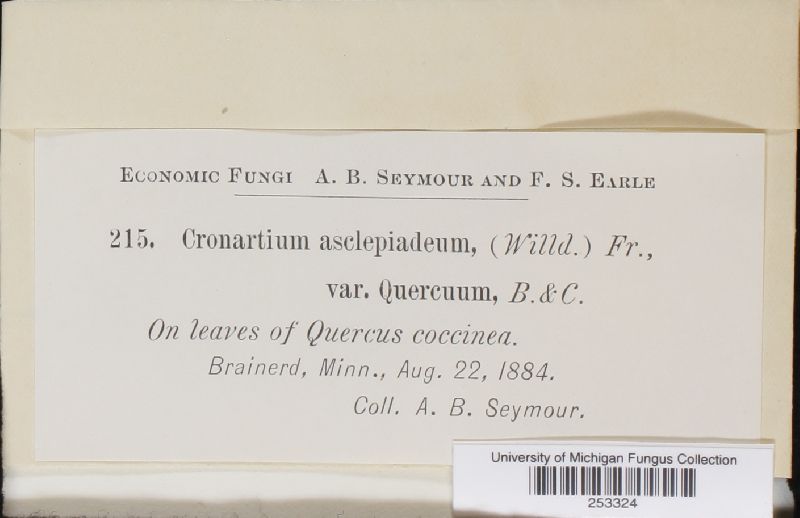 ECONOMIC FUNGI A. B. SEYMOUR AND F. S. EARLE
215. Cronartium asclepiadeum, (Willd.) Fr.,
var. Quercuum, B. & C.
On leaves of Quercus coccinea.
Brainerd, Minn., Aug. 22, 1884.
Coll. A. B. Seymour.
University of Michigan Fungus Collection
253324